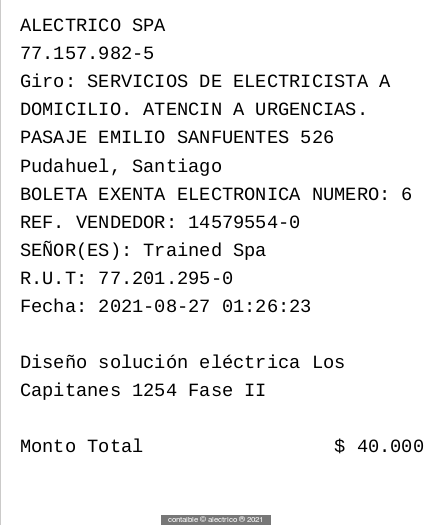 ALECTRICO SPA
77.157.982-5
Giro: SERVICIOS DE ELECTRICISTA A
DOMICILIO. ATENCIN A URGENCIAS.
PASAJE EMILIO SANFUENTES 526
Pudahuel, Santiago
BOLETA EXENTA ELECTRONICA NUMERO: 6
REF. VENDEDOR: 14579554-0
SEÑOR(ES): Trained Spa
R.U.T: 77.201.295-0
Fecha: 2021-08-27 01:26:23
Diseño solución eléctrica Los
Capitanes 1254 Fase II
Monto Total $ 40.000
contaible © alectrico ® 2021